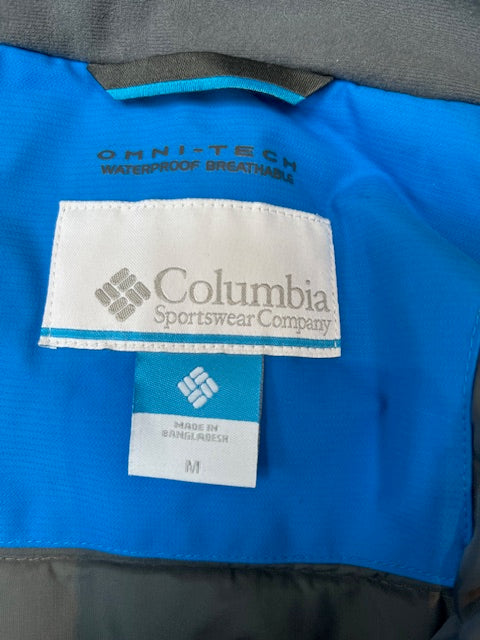 OMNI-TECH
WATERPROOF BREATHABLE
Columbia
Sportswear Company
MADE IN
BANGLADESH
M